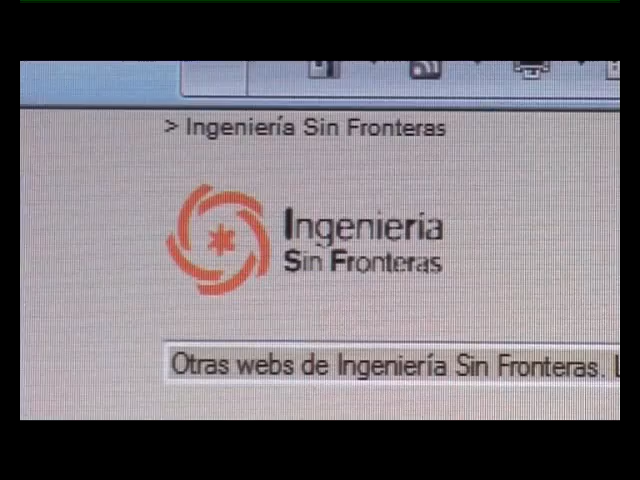 > Ingeniería Sin Fronteras
Ingeniería
Sin Fronteras
Otras webs de Ingeniería Sin Fronteras.